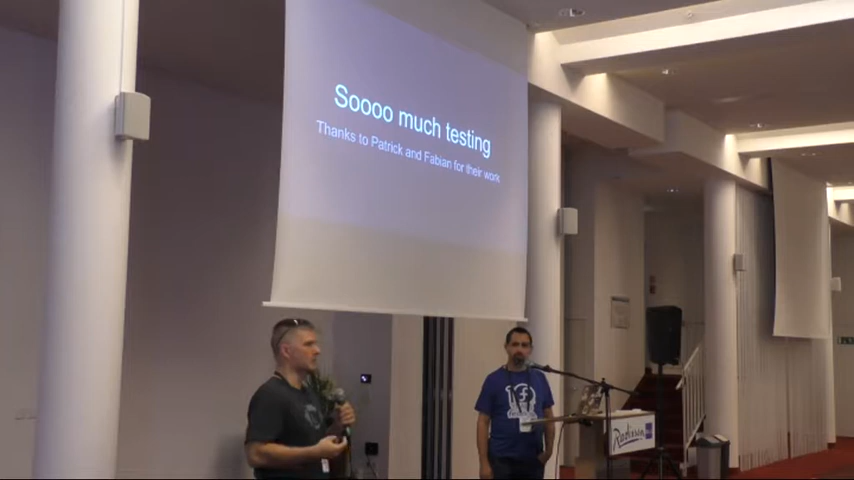 Soooo much testing
Thanks to Patrick and Fabian for their work
Radisson